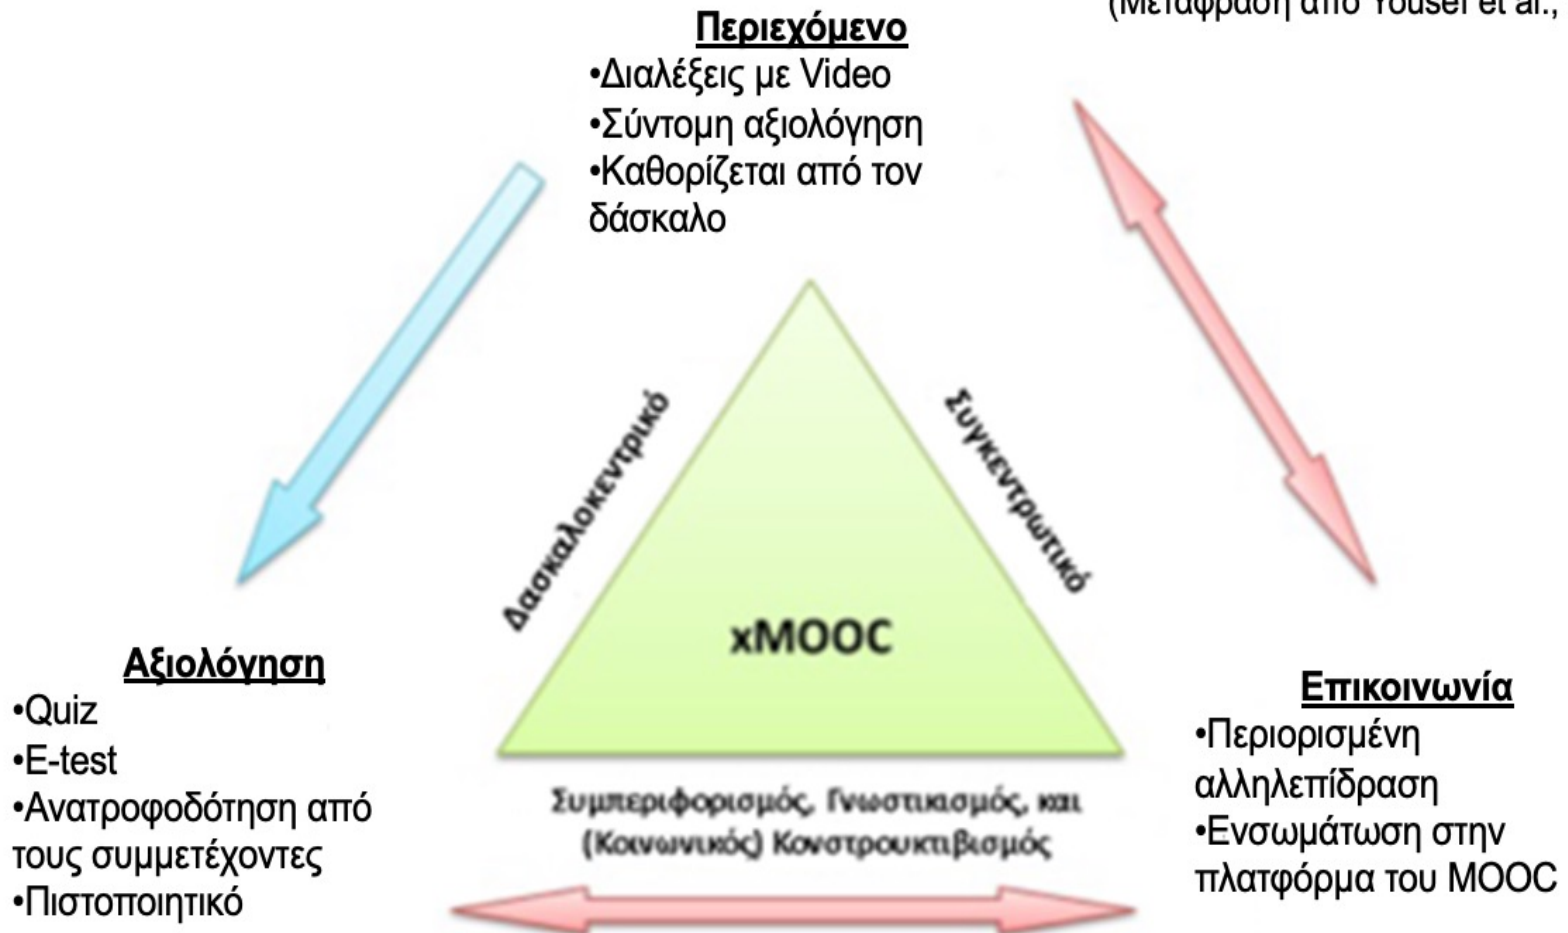 (Μετάφραση από Yousef et al.,
Περιεχόμενο
•Διαλέξεις με Video
•Σύντομη αξιολόγηση
•Καθορίζεται από τον
δάσκαλο
Δασκαλοκεντρικό
Συγκεντρωτικό
xMOOC
Αξιολόγηση
•Quiz
•E-test
•Ανατροφοδότηση από
τους συμμετέχοντες
•Πιστοποιητικό
Συμπεριφορισμός, Γνωστικισμός, και
(Κοινωνικός) Κονστρουκτιβισμός
Επικοινωνία
•Περιορισμένη
αλληλεπίδραση
•Ενσωμάτωση στην
πλατφόρμα του MOOC